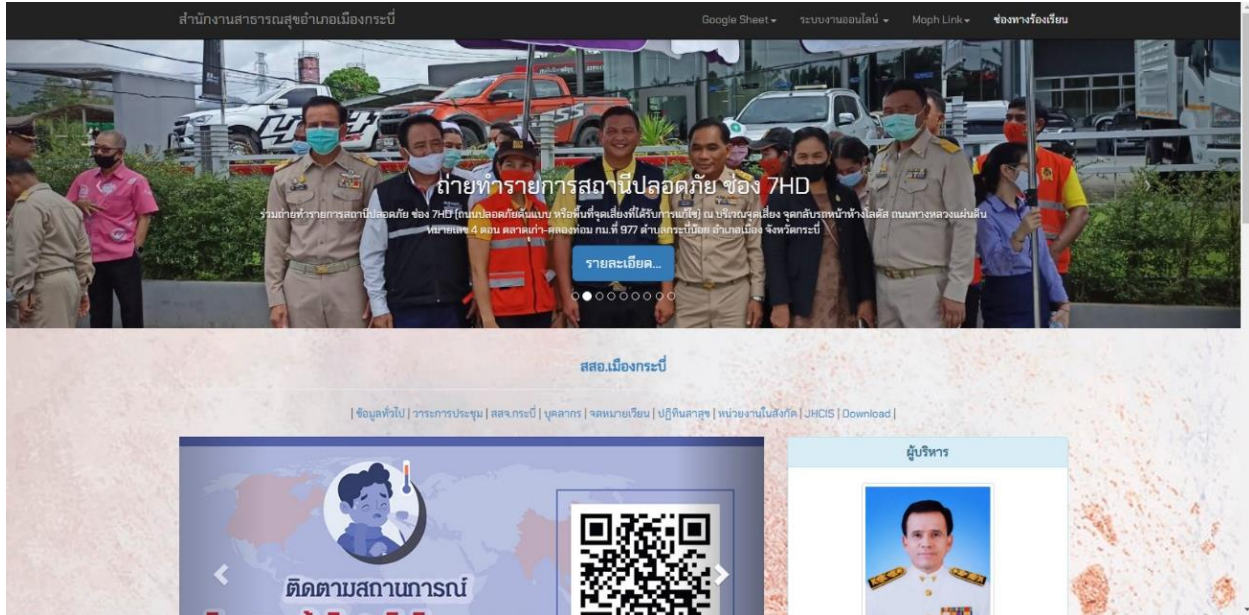 สำนักงานสาธารณสุขอำเภอเมืองกระบี่
Google Sheet ระบบงานออนไลน์ Moph Link ช่องทางร้องเรียน
ถ่ายทำรายการสถานีปลอดภัย ช่อง 7HD
ร่วมถ่ายทำรายการสถานีปลอดภัย ช่อง 7HD (ถนนปลอดภัยต้นแบบ หรือพื้นที่จุดเสี่ยงที่ได้รับการแก้ไข) ณ บริเวณจุดเสี่ยง จุดกลับรถหน้าห้างโลตัส ถนนทางหลวงแผ่นดิน
หมายเลข 4 ตอน ตลาดเก่า-คลองท่อม กม.ที่ 977 ตำบลกระบี่น้อย อำเภอเมือง จังหวัดกระบี่
รายละเอียด...
สสอ.เมืองกระบี่
| ข้อมูลทั่วไป | วาระการประชุม | สสจ.กระบี่ | บุคลากร | จดหมายเวียน | ปฏิทินสาสุข | หน่วยงานในสังกัด | JHCIS | Download |
ผู้บริหาร
ติดตามสถานการณ์